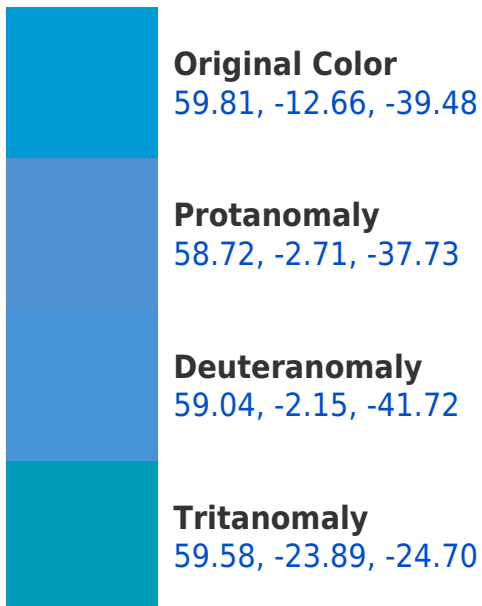 Original Color
59.81, -12.66, -39.48
Protanomaly
58.72, -2.71, -37.73
Deuteranomaly
59.04, -2.15, -41.72
Tritanomaly
59.58, -23.89, -24.70